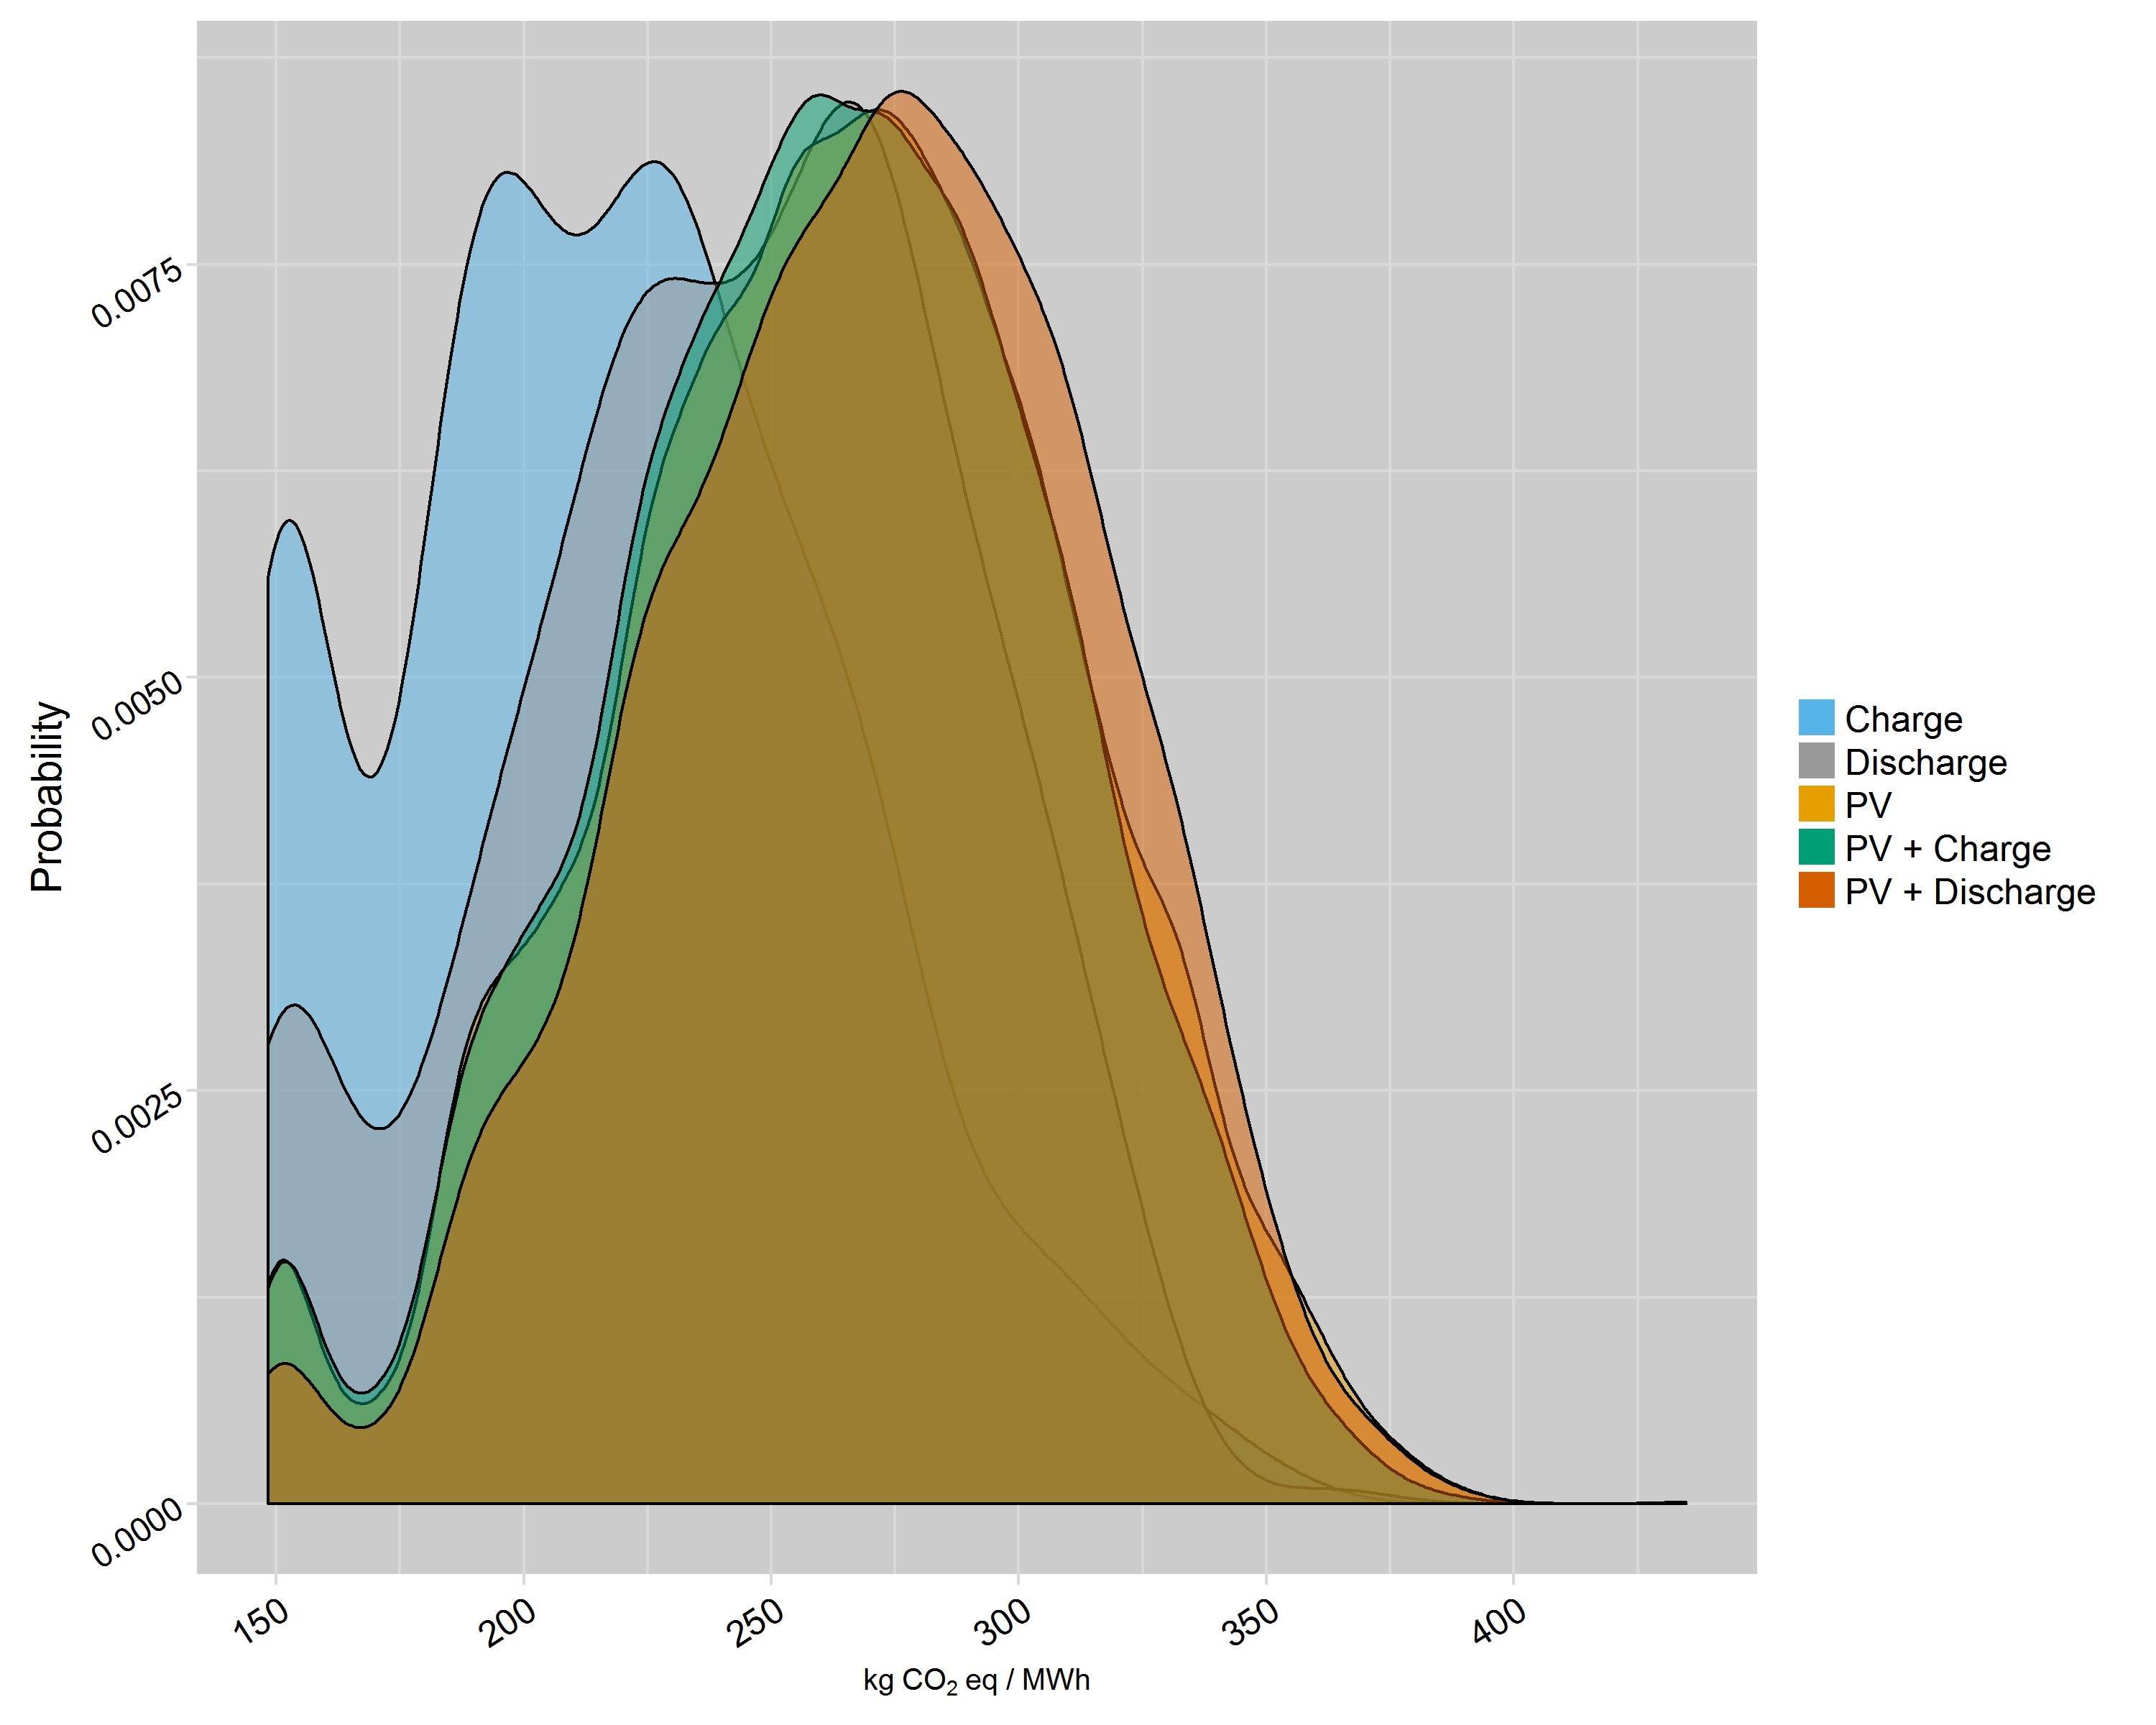 Probability
0.0075
0.0050
0.0025
0.0000
150
200
250
300
350
400
kg CO₂ eq / MWh
Charge
Discharge
PV
PV + Charge
PV + Discharge